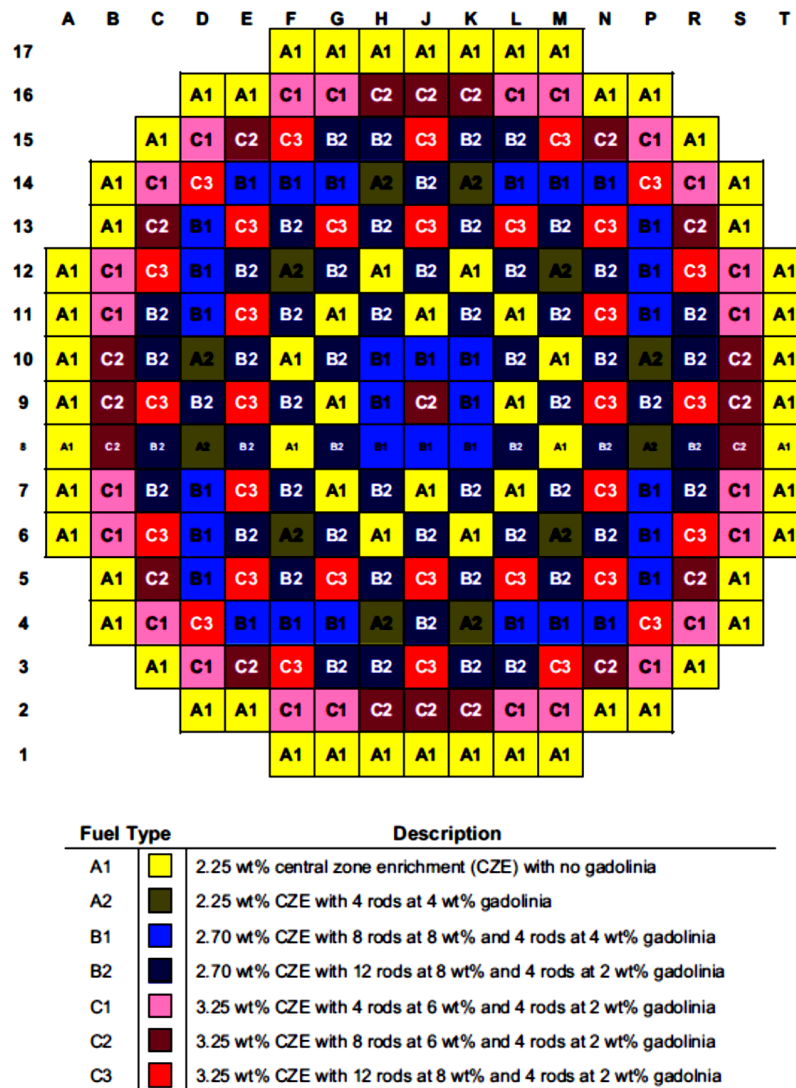 A B C D E F G H J K L M N P R S T
17 A1 A1 A1 A1 A1 A1 A1
16 A1 A1 C1 C1 C2 C2 C2 C1 C1 A1 A1
15 A1 C1 C2 C3 B2 B2 C3 B2 B2 C3 C2 C1 A1
14 A1 C1 C3 B1 B1 B1 A2 B2 A2 B1 B1 B1 C3 C1 A1
13 A1 C2 B1 C3 B2 C3 B2 C3 B2 C3 B2 C3 B1 C2 A1
12 A1 C1 C3 B1 B2 A2 B2 A1 B2 A1 B2 A2 B2 B1 C3 C1 A1
11 A1 C1 B2 B1 C3 B2 A1 B2 A1 B2 A1 B2 C3 B1 B2 C1 A1
10 A1 C2 B2 A2 B2 A1 B2 B1 B1 B1 B2 A1 B2 A2 B2 C2 A1
9 A1 C2 C3 B2 C3 B2 A1 B1 C2 B1 A1 B2 C3 B2 C3 C2 A1
8 A1 C2 B2 A2 B2 A1 B2 B1 B1 B1 B2 A1 B2 A2 B2 C2 A1
7 A1 C1 B2 B1 C3 B2 A1 B2 A1 B2 A1 B2 C3 B1 B2 C1 A1
6 A1 C1 C3 B1 B2 A2 B2 A1 B2 A1 B2 A2 B2 B1 C3 C1 A1
5 A1 C2 B1 C3 B2 C3 B2 C3 B2 C3 B2 C3 B1 C2 A1
4 A1 C1 C3 B1 B1 B1 A2 B2 A2 B1 B1 B1 C3 C1 A1
3 A1 C1 C2 C3 B2 B2 C3 B2 B2 C3 C2 C1 A1
2 A1 A1 C1 C1 C2 C2 C2 C1 C1 A1 A1
1 A1 A1 A1 A1 A1 A1 A1
Fuel Type Description
A1 2.25 wt% central zone enrichment (CZE) with no gadolinia
A2 2.25 wt% CZE with 4 rods at 4 wt% gadolinia
B1 2.70 wt% CZE with 8 rods at 8 wt% and 4 rods at 4 wt% gadolinia
B2 2.70 wt% CZE with 12 rods at 8 wt% and 4 rods at 2 wt% gadolinia
C1 3.25 wt% CZE with 4 rods at 6 wt% and 4 rods at 2 wt% gadolinia
C2 3.25 wt% CZE with 8 rods at 6 wt% and 4 rods at 2 wt% gadolinia
C3 3.25 wt% CZE with 12 rods at 8 wt% and 4 rods at 2 wt% gadolnia